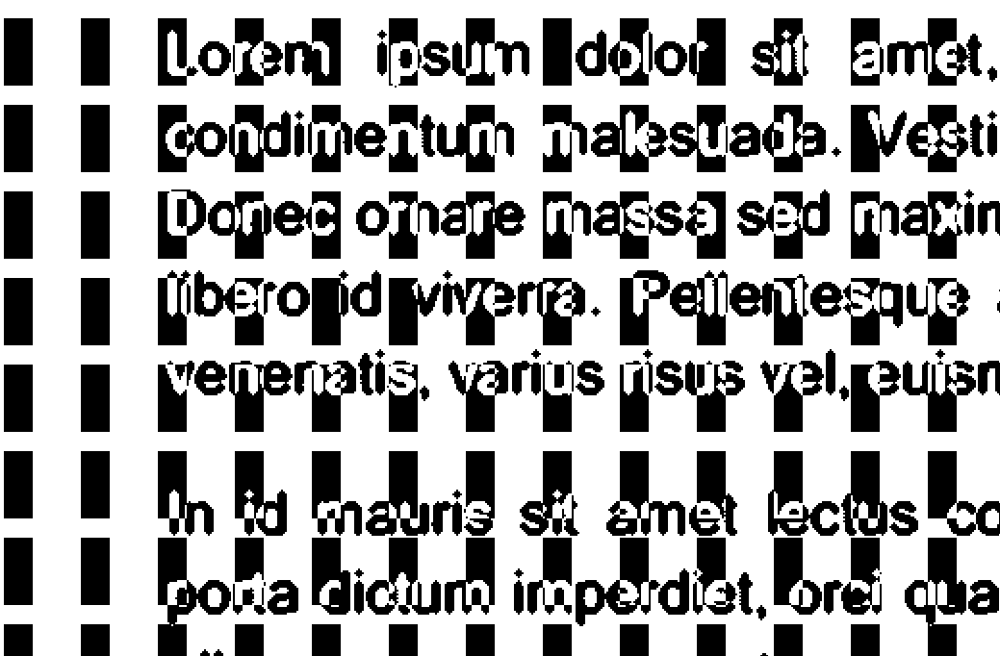 Lorem ipsum dolor sit amet,
condimentum malesuada. Vesti
Donec ornare massa sed maxim
libero id viverra. Pellentesque a
venenatis, varius risus vel, euism
In id mauris sit amet lectus co
porta dictum imperdiet, orci qua